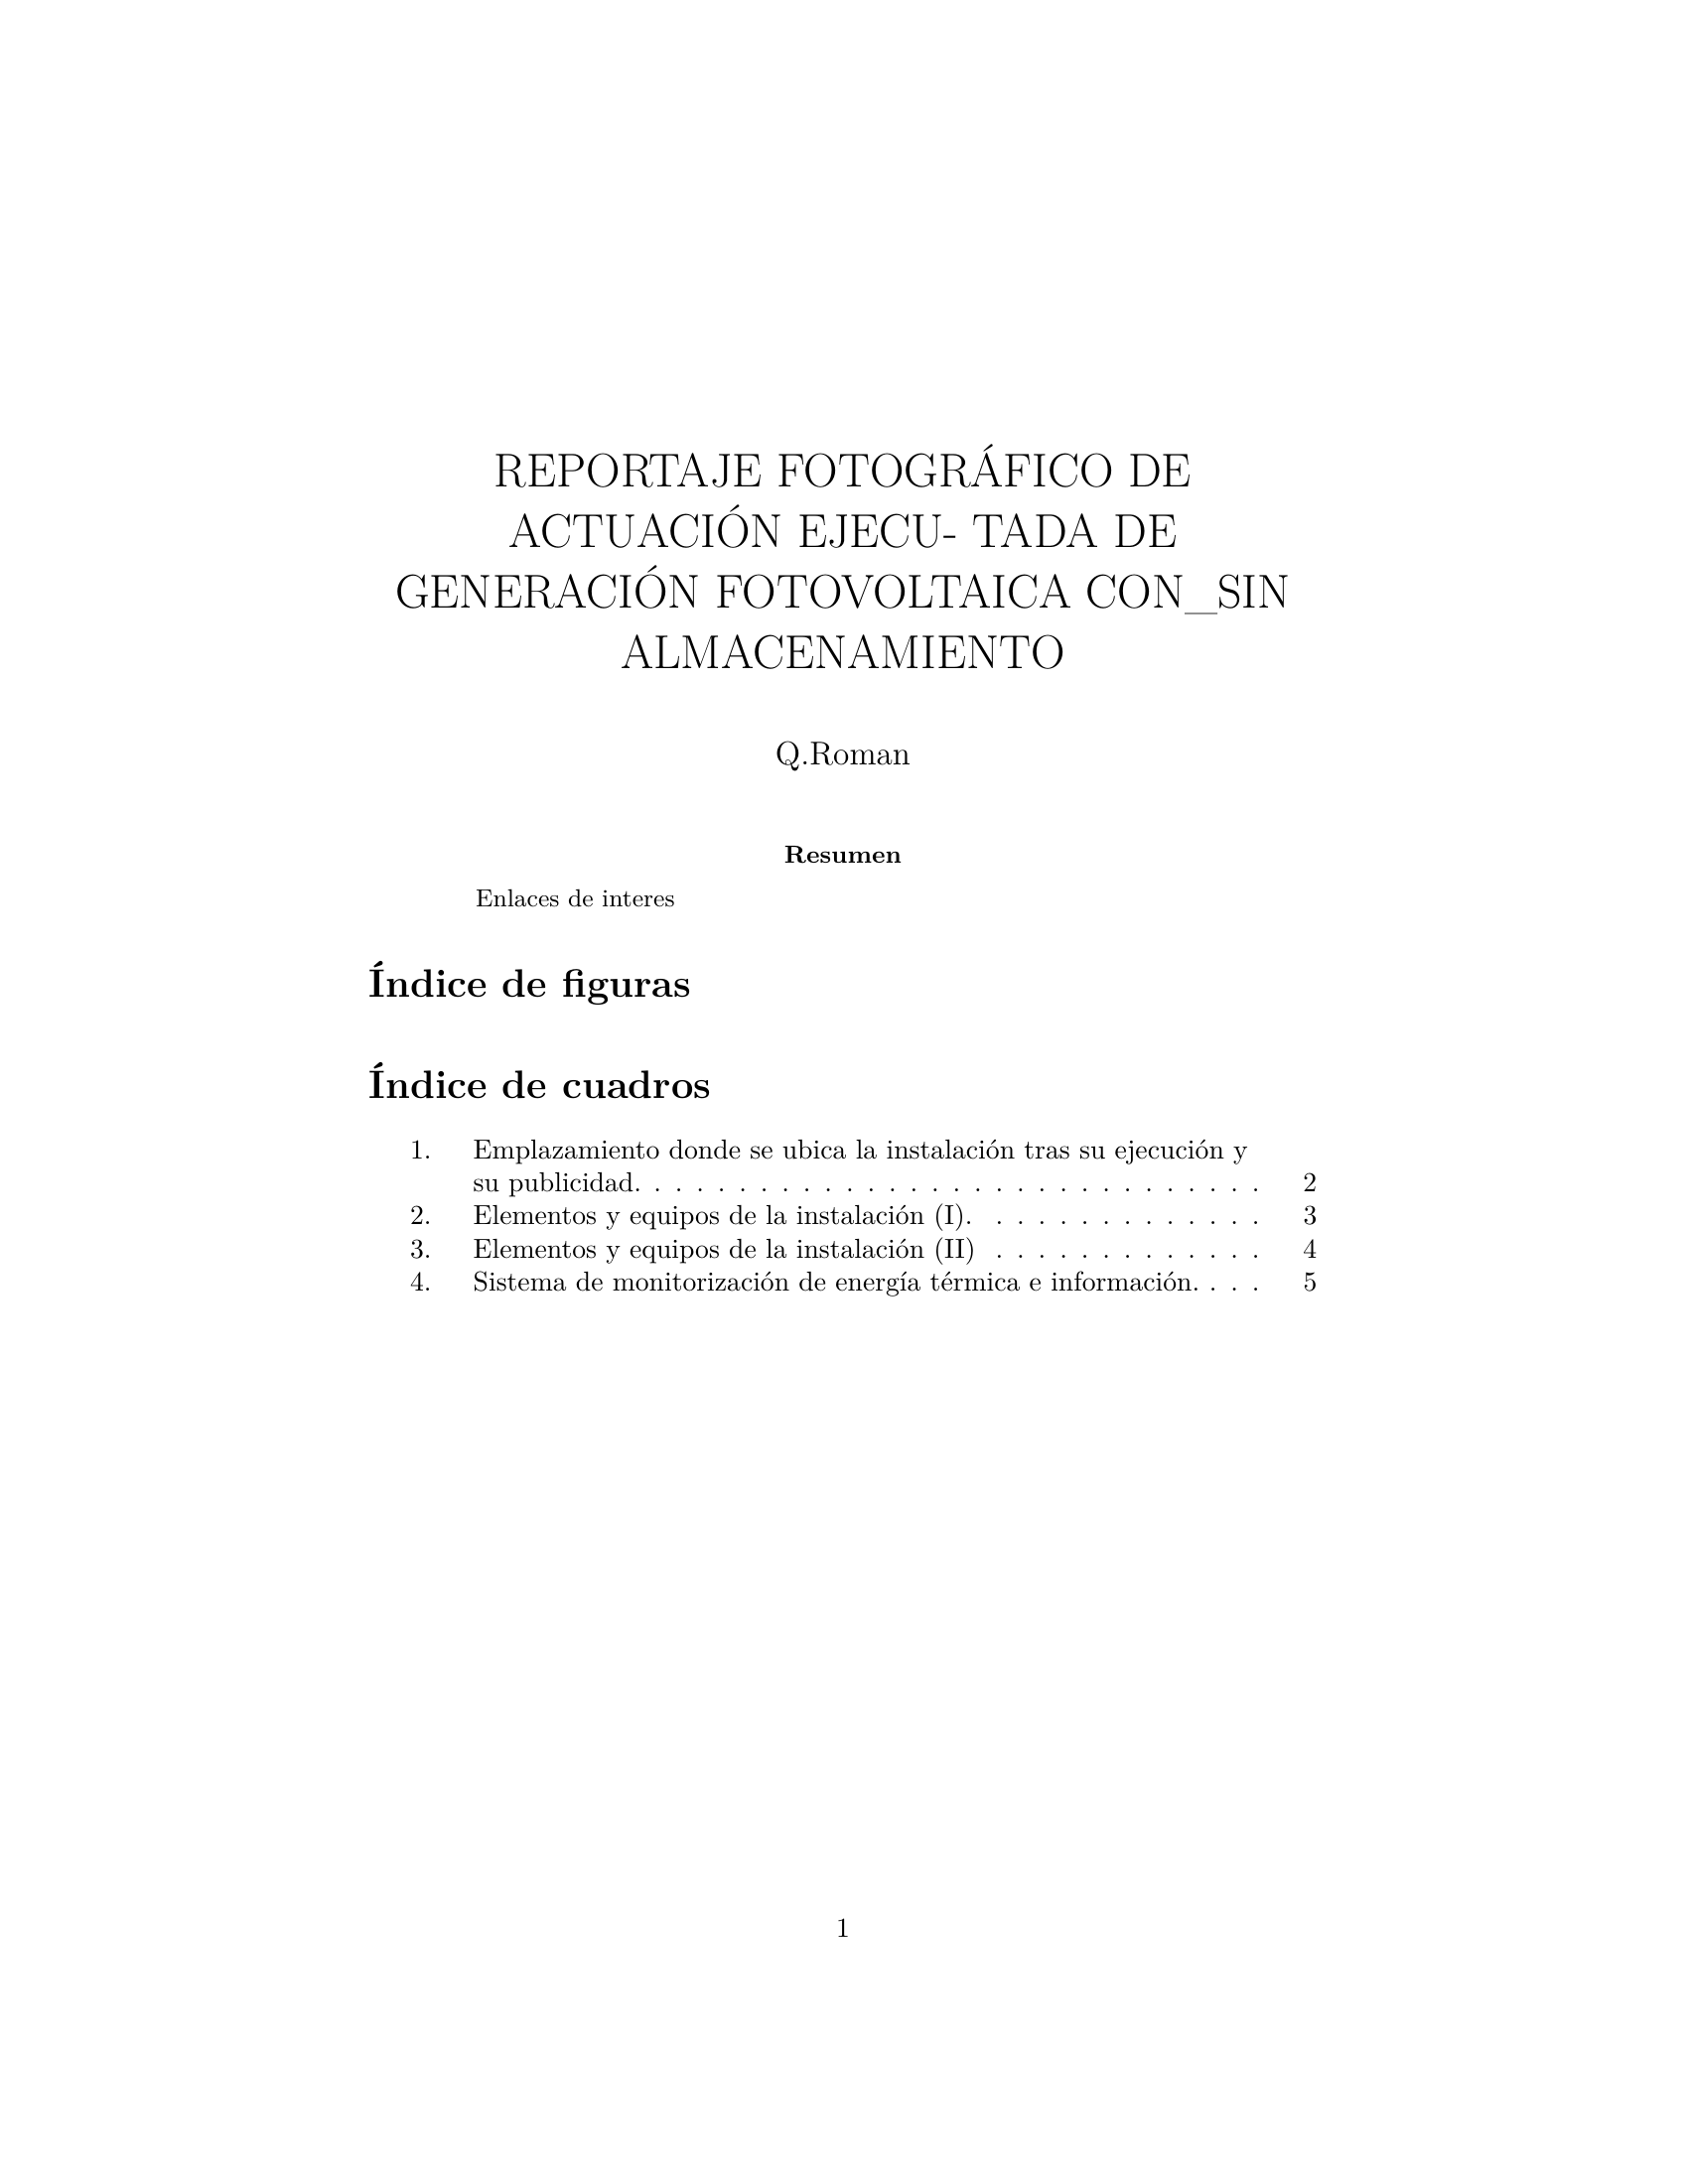 REPORTAJE FOTOGRÁFICO DE
ACTUACIÓN EJECU- TADA DE
GENERACIÓN FOTOVOLTAICA CON_SIN
ALMACENAMIENTO
Q.Roman
Resumen
Enlaces de interes
Índice de figuras
Índice de cuadros
1. Emplazamiento donde se ubica la instalación tras su ejecución y
su publicidad. . . . . . . . . . . . . . . . . . . . . . . . . . . . . . 2
2. Elementos y equipos de la instalación (I). . . . . . . . . . . . . . 3
3. Elementos y equipos de la instalación (II) . . . . . . . . . . . . . 4
4. Sistema de monitorización de energía térmica e información. . . . 5
1